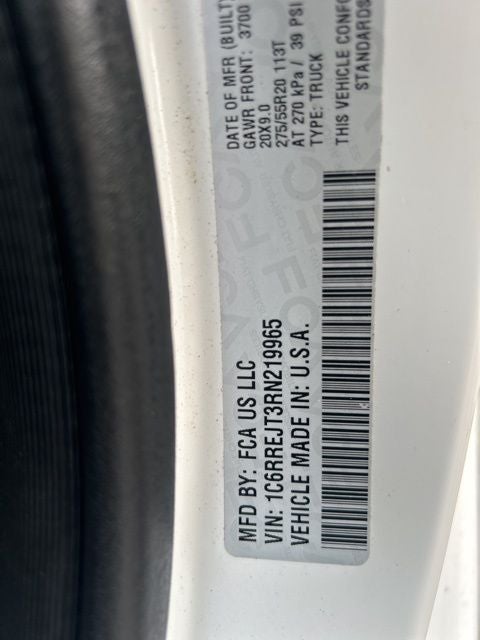 MFD BY: FCA US LLC
VIN: 1C6RREJT3RN219965
VEHICLE MADE IN: U.S.A.
DATE OF MFR (BUILT)
GAWR FRONT: 3700
20X9.0
275/55R20 113T
AT 270 kPa / 39 PSI
TYPE: TRUCK
THIS VEHICLE CONF
STANDARDS